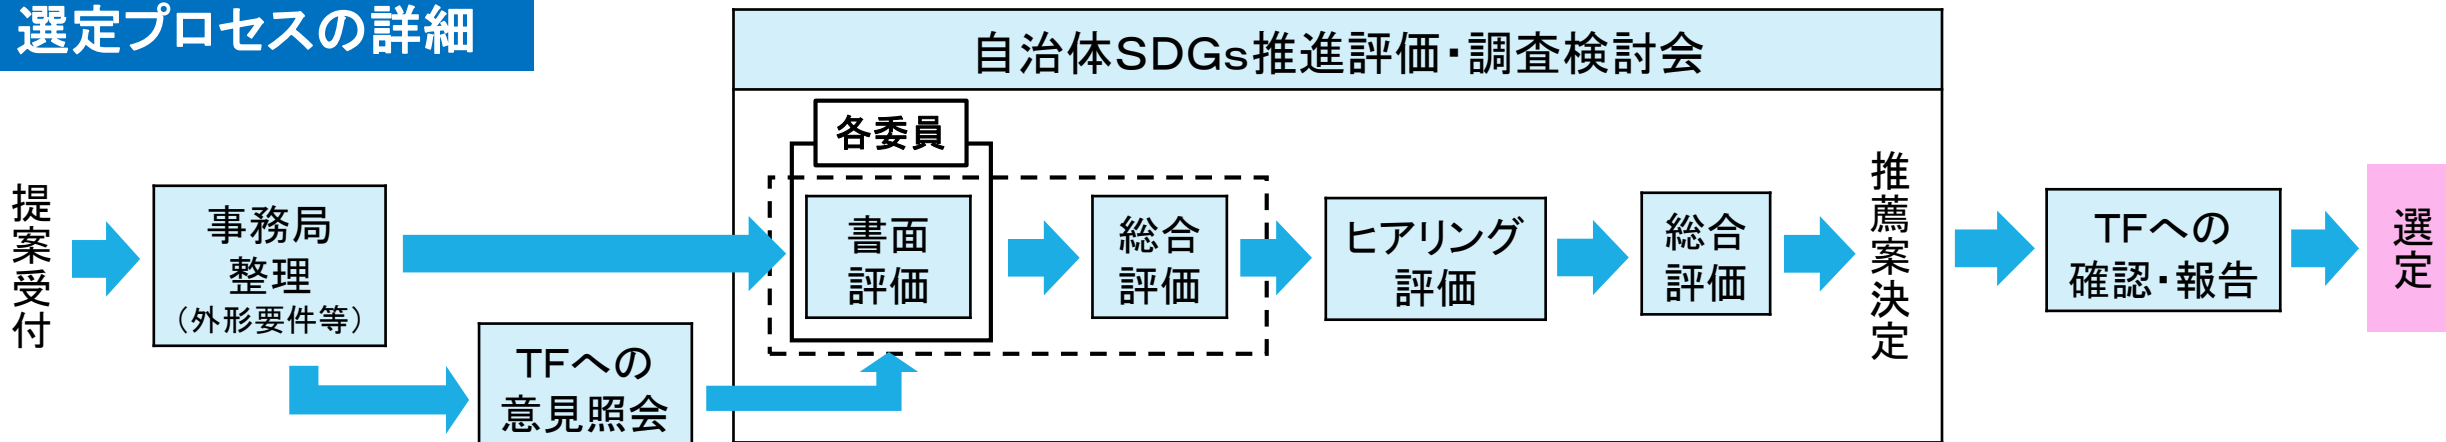 選定プロセスの詳細
自治体SDGs推進評価・調査検討会
各委員
提案受付
事務局
整理
（外形要件等）
TFへの
意見照会
書面
評価
総合
評価
ヒアリング
評価
総合
評価
推薦案決定
TFへの
確認・報告
選定